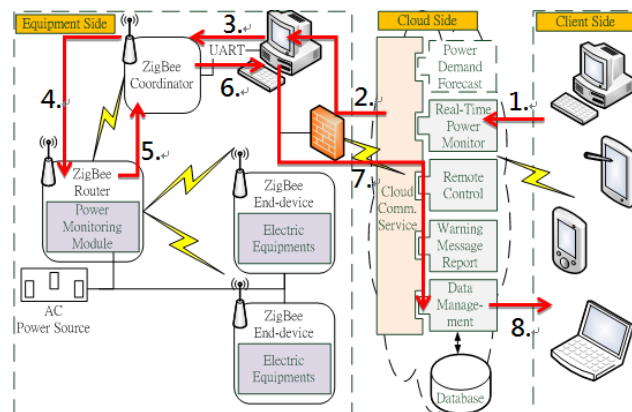 Equipment Side
Cloud Side
Client Side
3.
UART
ZigBee
Coordinator
6.
4.
5.
ZigBee
Router
Power
Monitoring
Module
AC
Power Source
ZigBee
End-device
Electric
Equipments
ZigBee
End-device
Electric
Equipments
2.
7.
Cloud Comm.
Service
Power
Demand
Forecast
Real-Time
Power
Monitor
Remote
Control
Warning
Message
Report
Data
Manage-
ment
Database
1.
8.